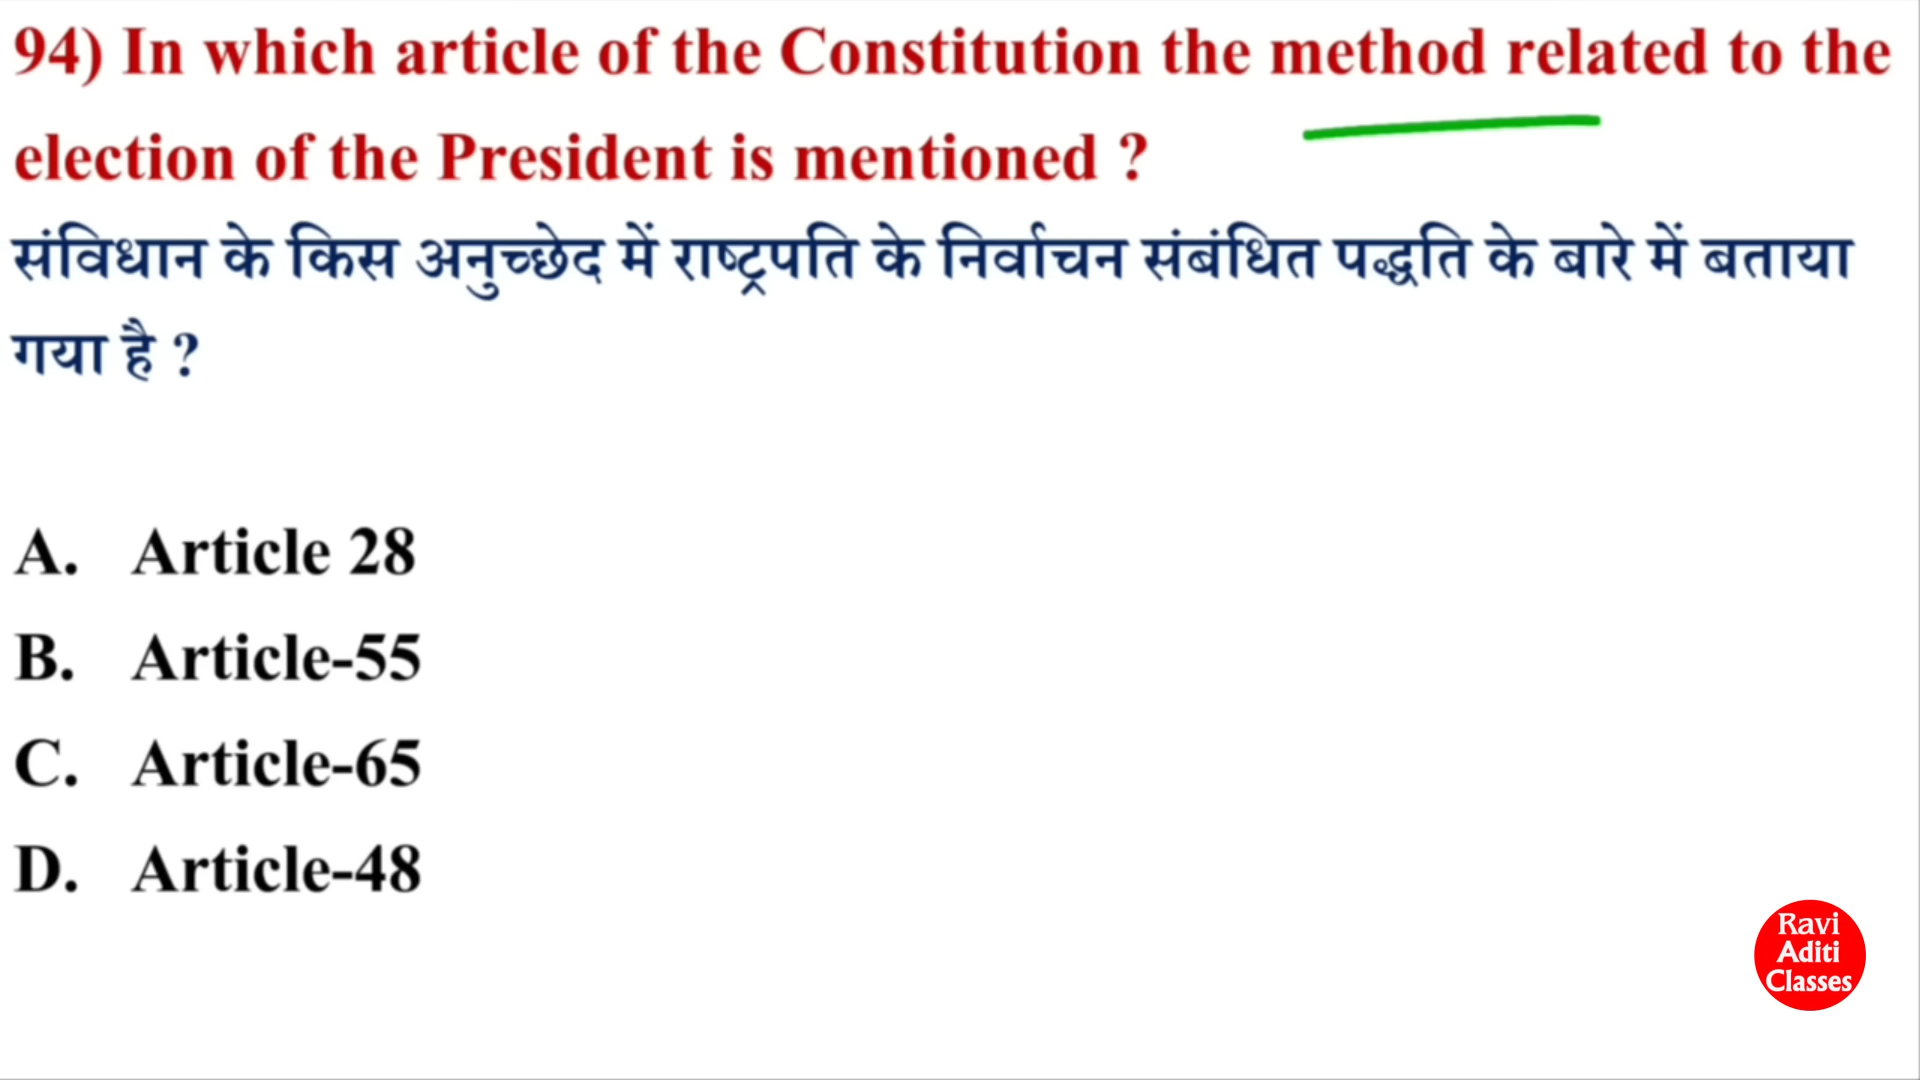 94) In which article of the Constitution the method related to the
election of the President is mentioned ?
संविधान के किस अनुच्छेद में राष्ट्रपति के निर्वाचन संबंधित पद्धति के बारे में बताया
गया है ?
A. Article 28
B. Article-55
C. Article-65
D. Article-48
Ravi
Aditi
Classes